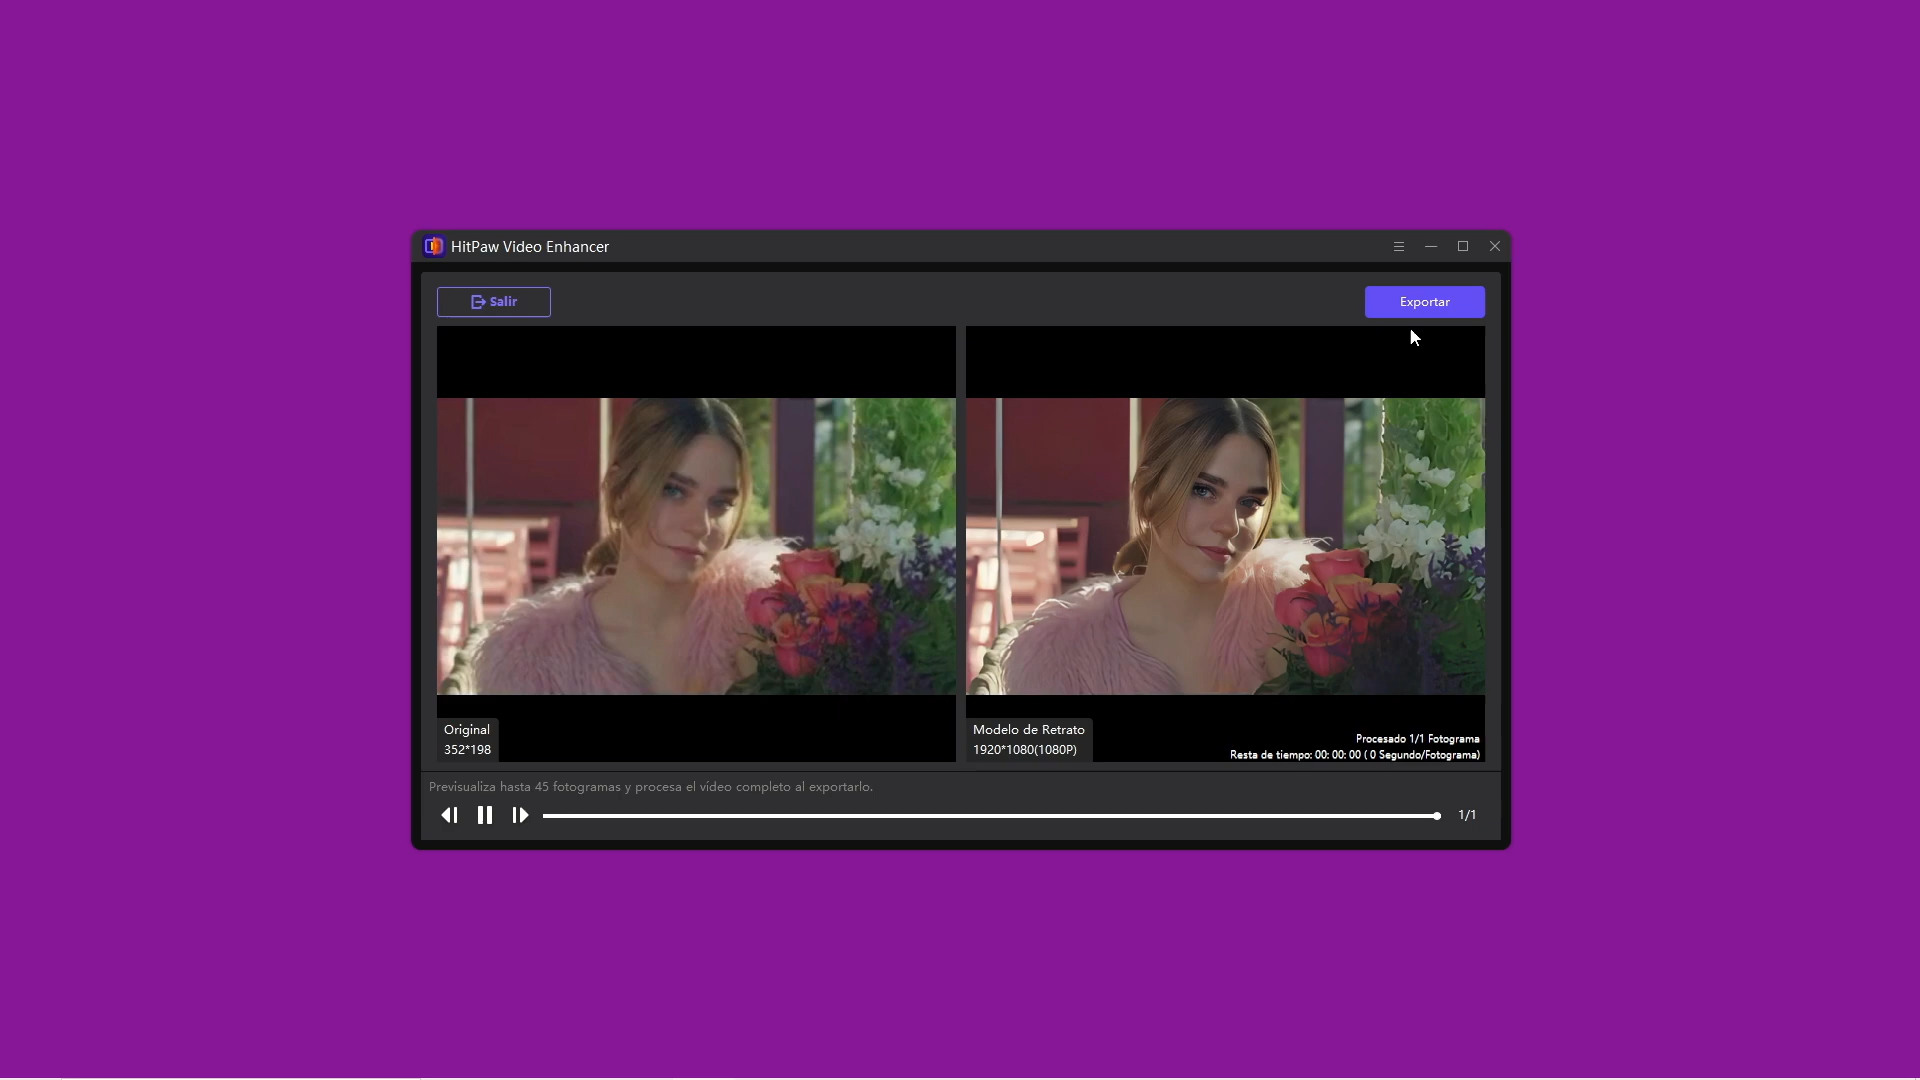 HitPaw Video Enhancer
Salir
Exportar
Original
352*198
Modelo de Retrato
1920*1080(1080P)
Procesado 1/1 Fotograma
Resta de tiempo: 00: 00: 00 ( 0 Segundo/Fotograma)
Previsualiza hasta 45 fotogramas y procesa el vídeo completo al exportarlo.
1/1